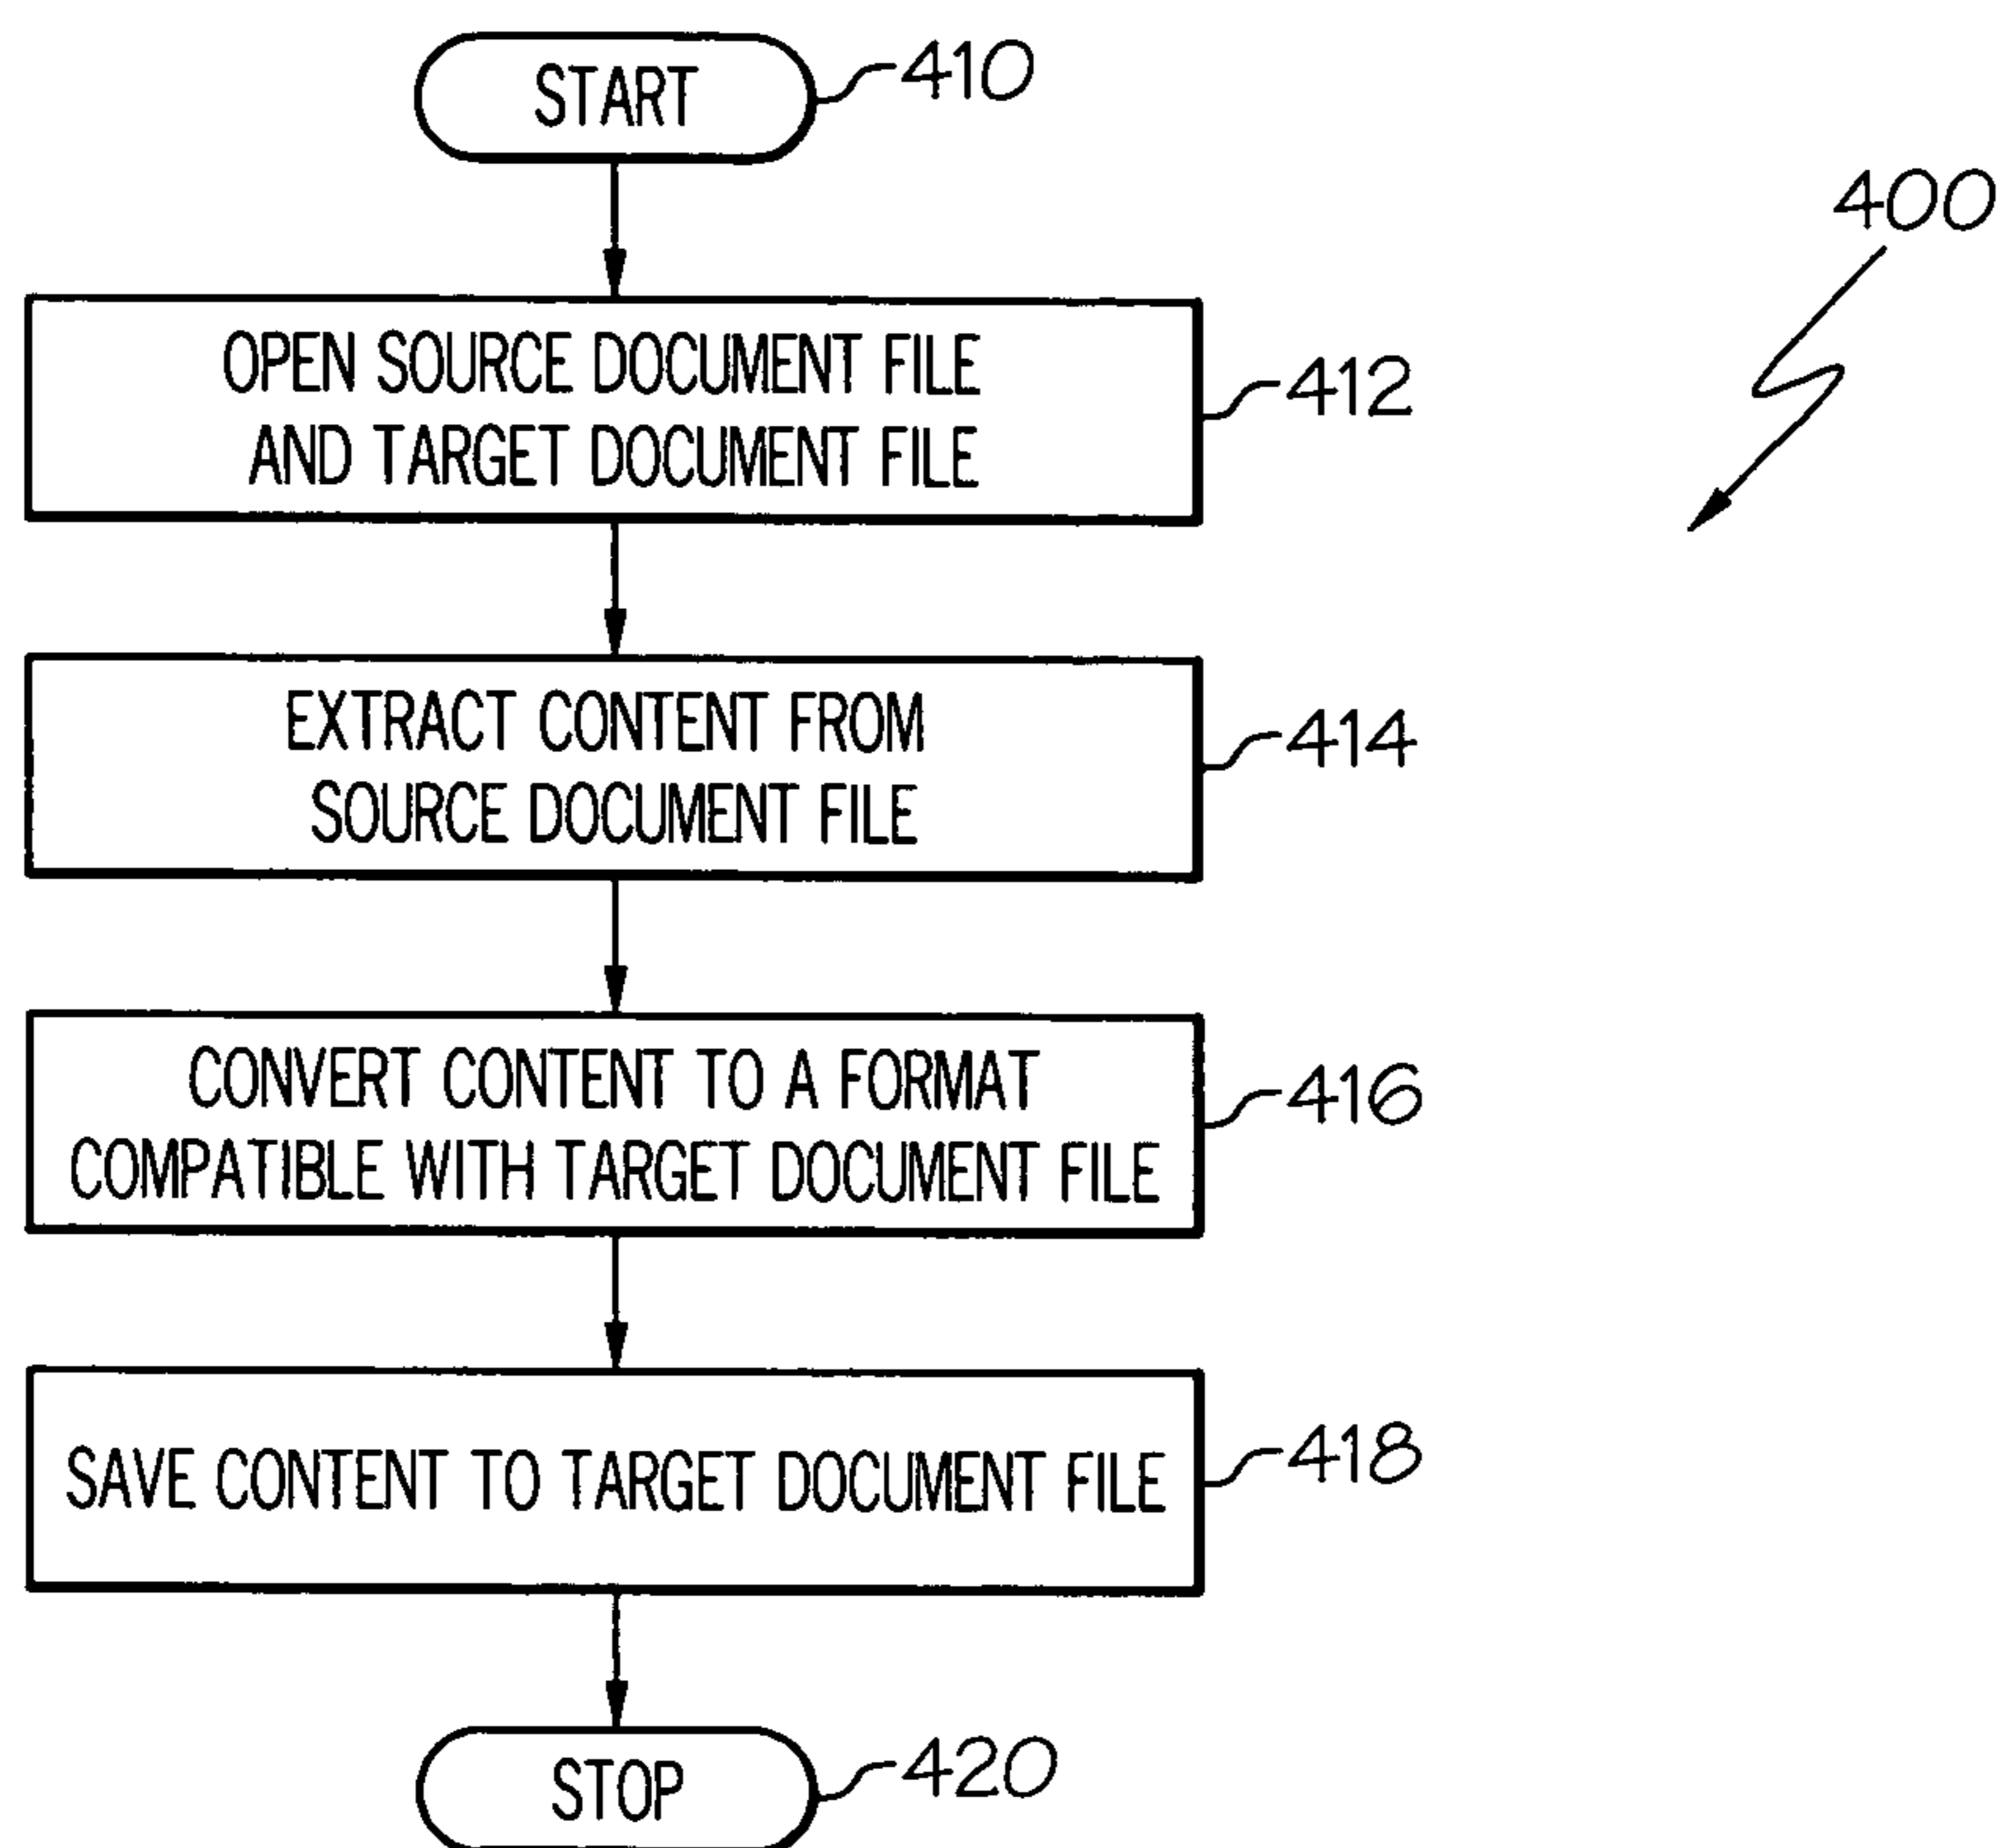 START
410
400
OPEN SOURCE DOCUMENT FILE
AND TARGET DOCUMENT FILE
412
EXTRACT CONTENT FROM
SOURCE DOCUMENT FILE
414
CONVERT CONTENT TO A FORMAT
COMPATIBLE WITH TARGET DOCUMENT FILE
416
SAVE CONTENT TO TARGET DOCUMENT FILE
418
STOP
420